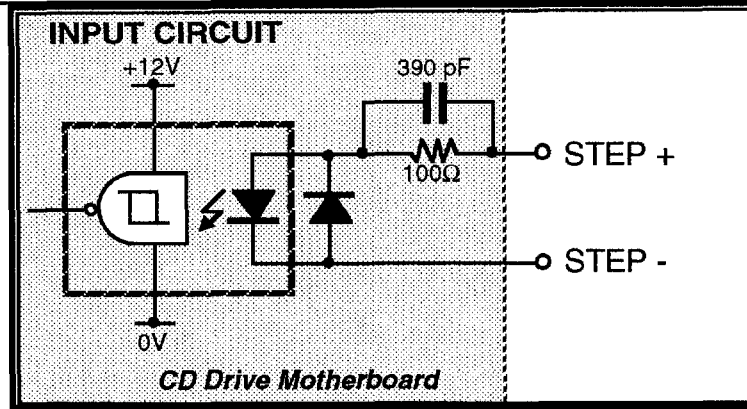 INPUT CIRCUIT
+12V
390 pF
100Ω
STEP +
STEP -
0V
CD Drive Motherboard